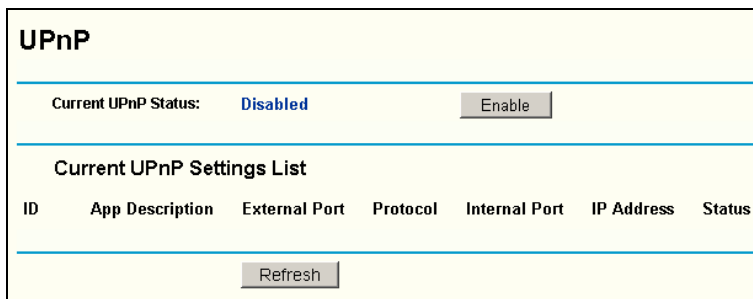 UPnP
Current UPnP Status: Disabled Enable
Current UPnP Settings List
ID App Description External Port Protocol Internal Port IP Address Status
Refresh